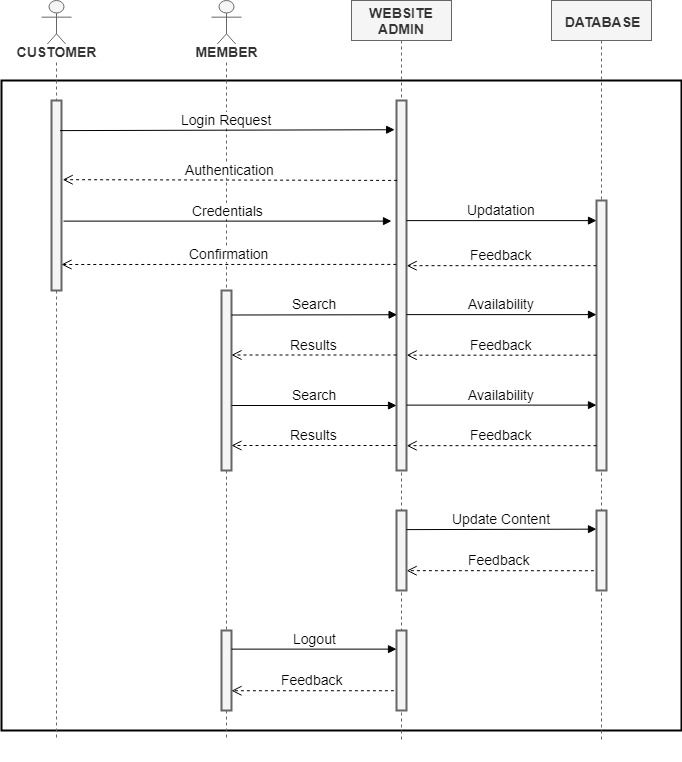 CUSTOMER
MEMBER
WEBSITE
ADMIN
DATABASE
Login Request
Authentication
Credentials
Updatation
Confirmation
Feedback
Search
Availability
Results
Feedback
Search
Availability
Results
Feedback
Update Content
Feedback
Logout
Feedback